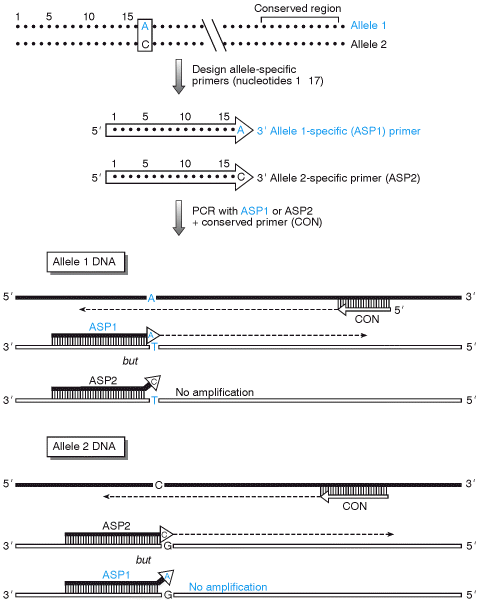 Conserved region
1 5 10 15
A Allele 1
C Allele 2
Design allele-specific
primers (nucleotides 1 17)
1 5 10 15
5′ A 3′ Allele 1-specific (ASP1) primer
1 5 10 15
5′ C 3′ Allele 2-specific primer (ASP2)
PCR with ASP1 or ASP2
+ conserved primer (CON)
Allele 1 DNA
5′ A 3′
CON 5′
ASP1
A
3′ T 5′
but
ASP2 C
No amplification
3′ T 5′
Allele 2 DNA
5′ C 3′
CON
ASP2
C
3′ G 5′
but
ASP1 A
No amplification
3′ G 5′